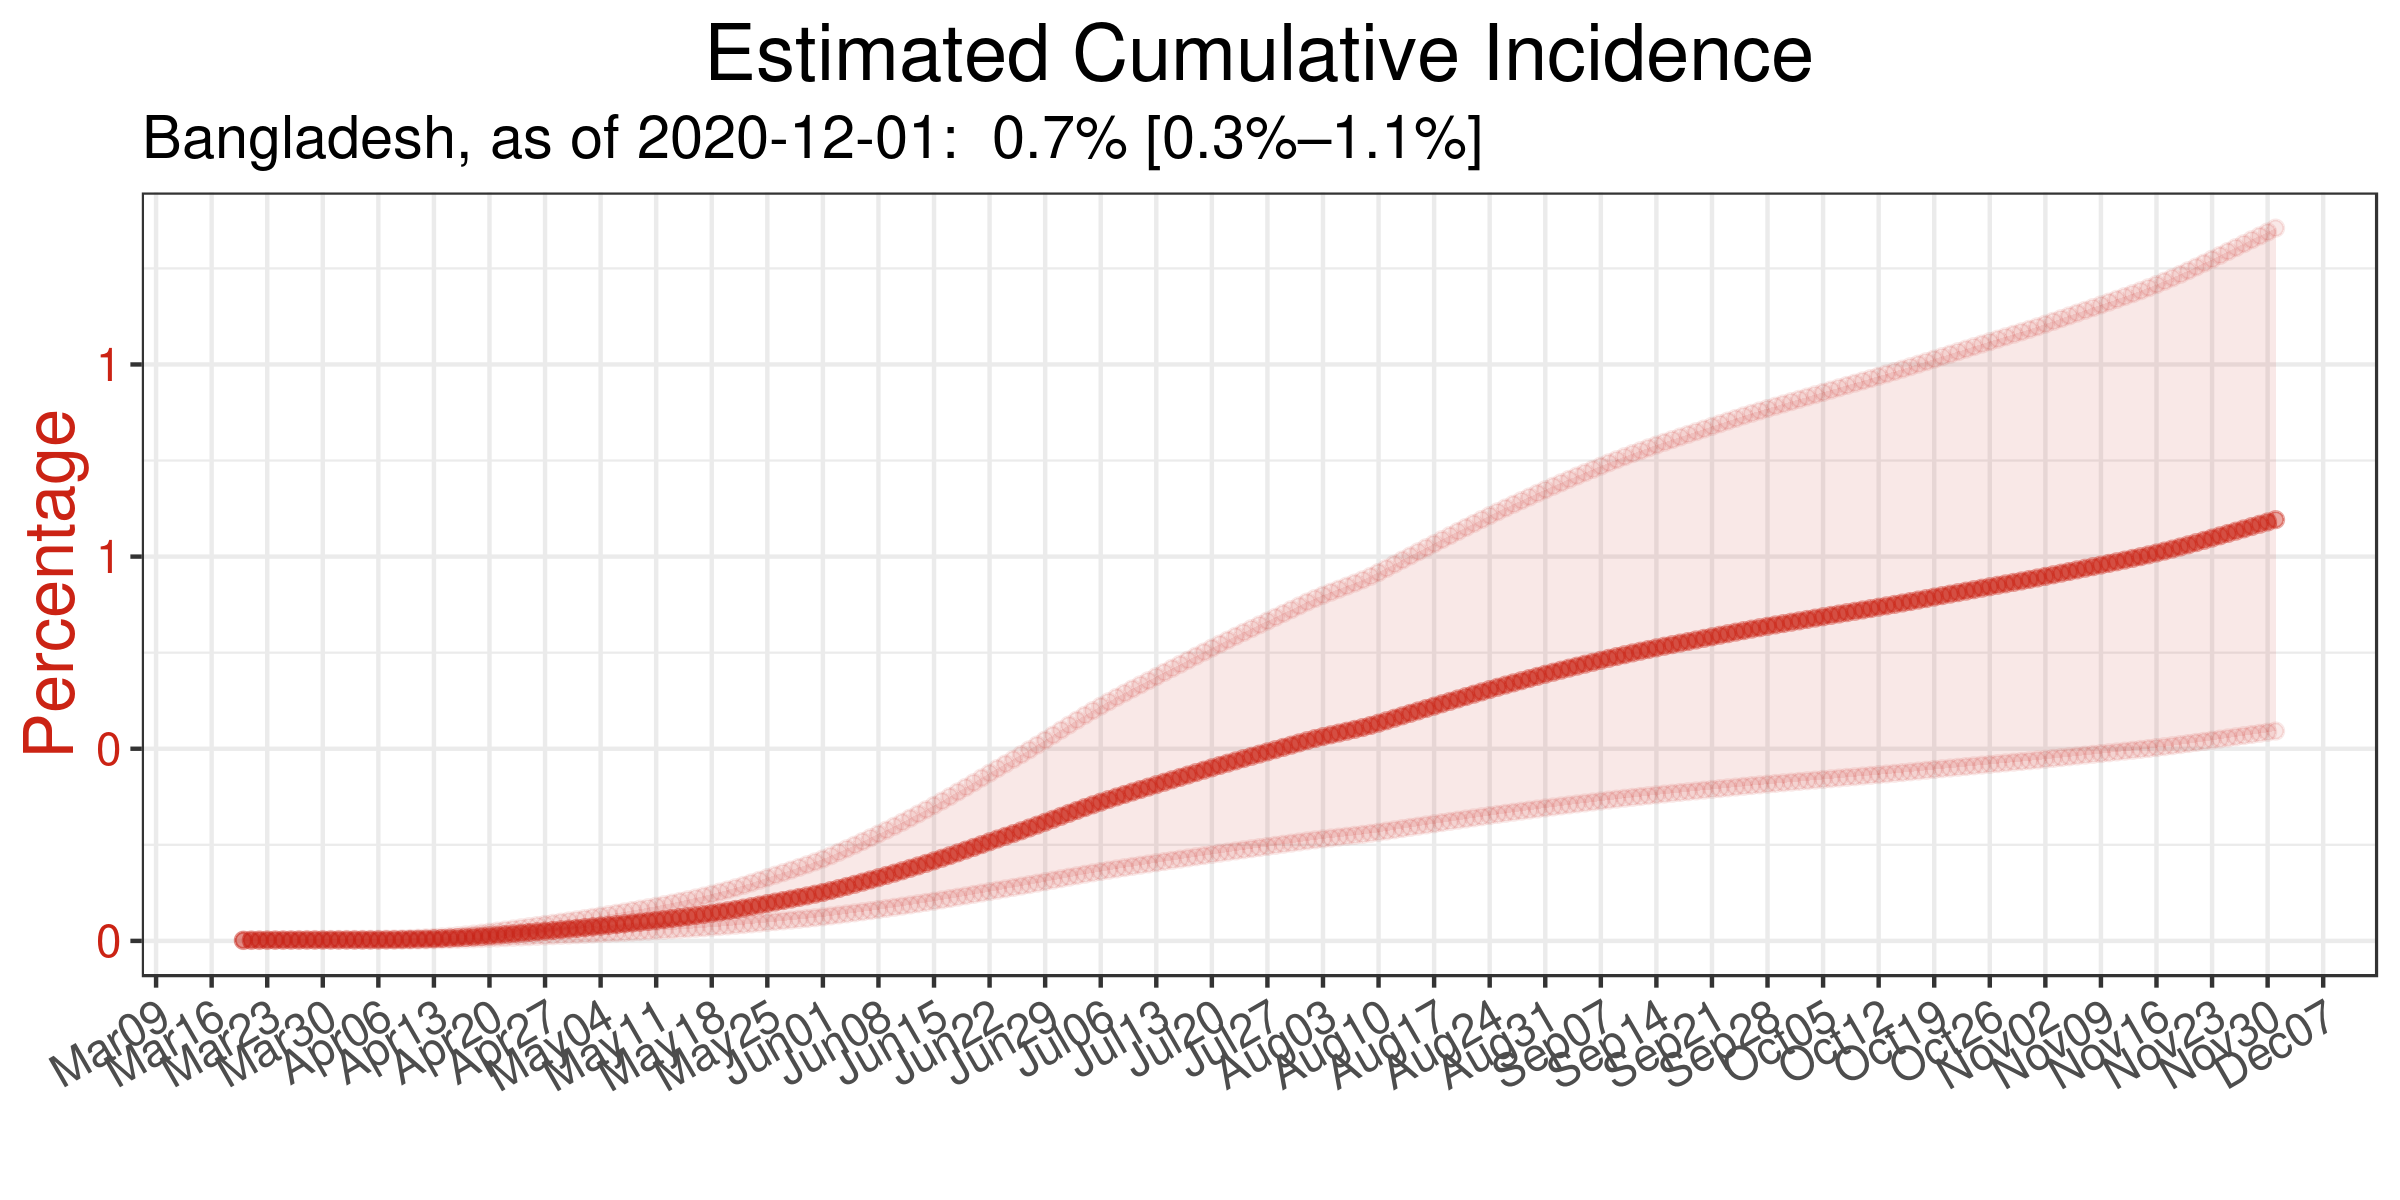 Estimated Cumulative Incidence
Bangladesh, as of 2020-12-01:  0.7% [0.3%–1.1%]
Percentage
1
1
0
0
Mar09
Mar16
Mar23
Mar30
Apr06
Apr13
Apr20
Apr27
May04
May11
May18
May25
Jun01
Jun08
Jun15
Jun22
Jun29
Jul06
Jul13
Jul20
Jul27
Aug03
Aug10
Aug17
Aug24
Aug31
Sep07
Sep14
Sep21
Sep28
Oct05
Oct12
Oct19
Oct26
Nov02
Nov09
Nov16
Nov23
Nov30
Dec07